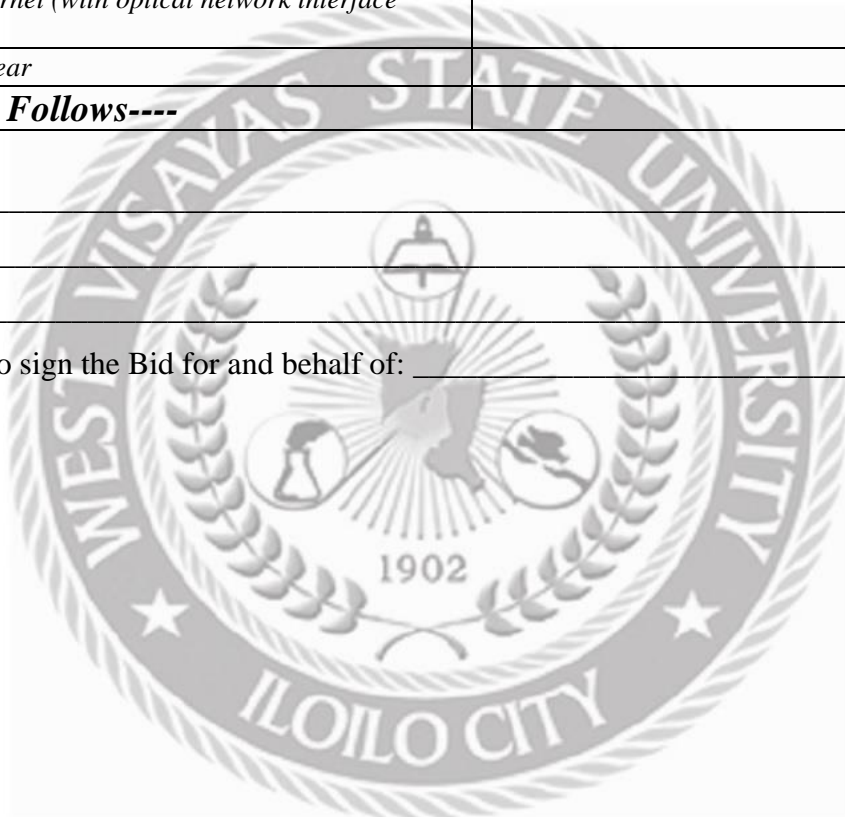 (with optical network interface
ear
Follows----
o sign the Bid for and behalf of: ____________________________
WEST VISAYAS STATE UNIVERSITY
1902
ILOILO CITY